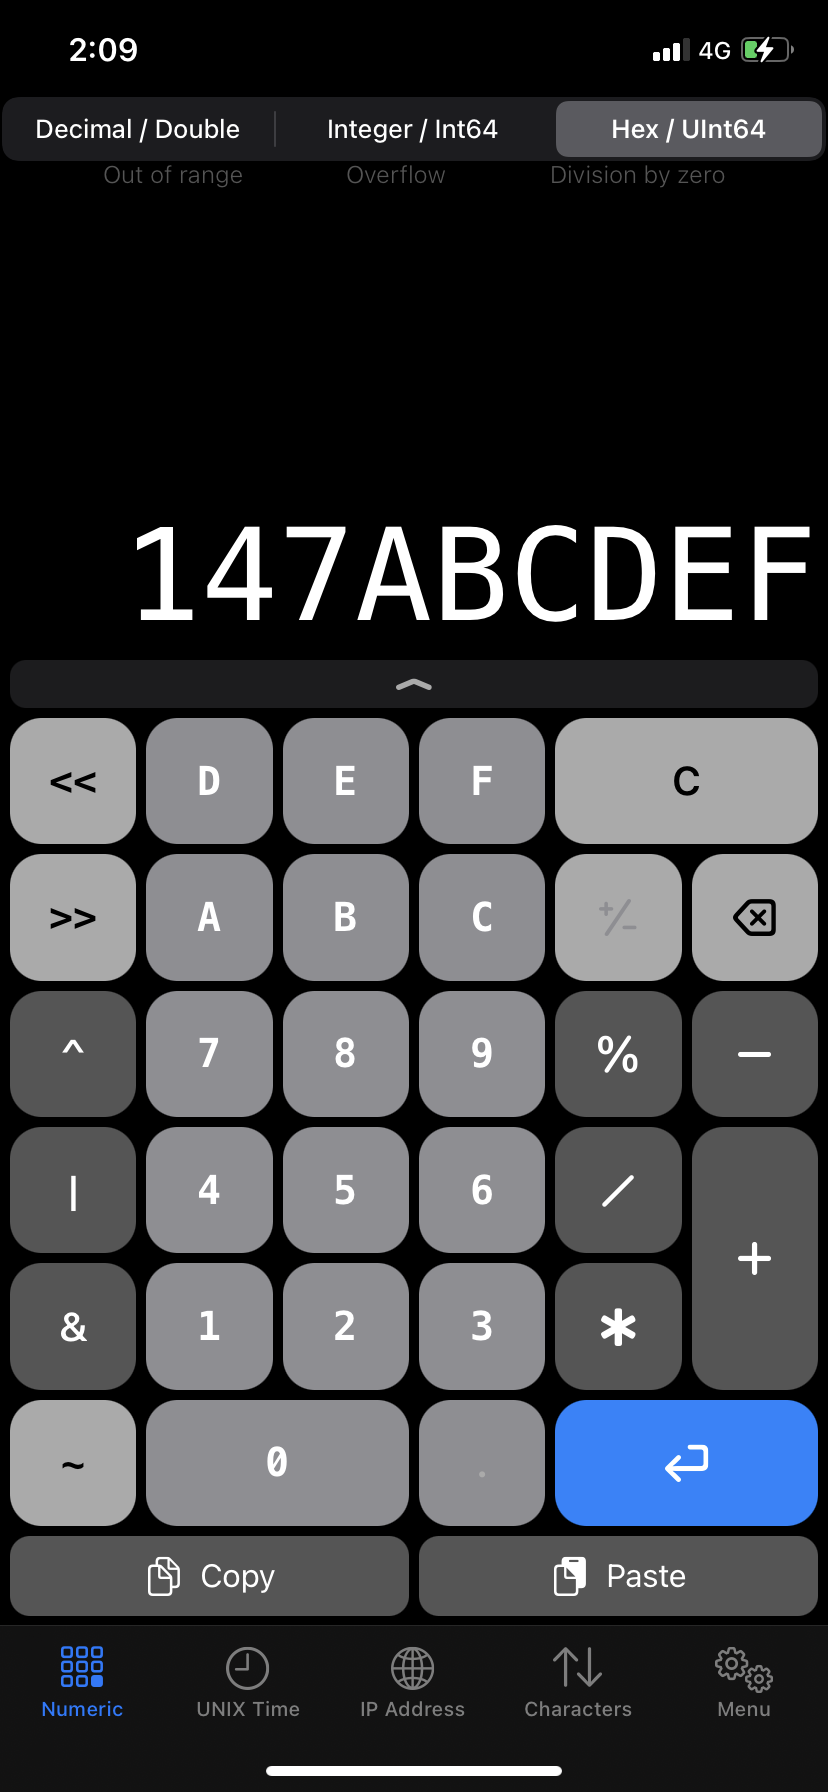 2:09 4G
Decimal / Double Integer / Int64 Hex / UInt64
Out of range Overflow Division by zero
147ABCDEF
<< D E F C
>> A B C +/−
^ 7 8 9 % −
| 4 5 6 /
+
& 1 2 3 *
~ 0 .
Copy Paste
Numeric UNIX Time IP Address Characters Menu